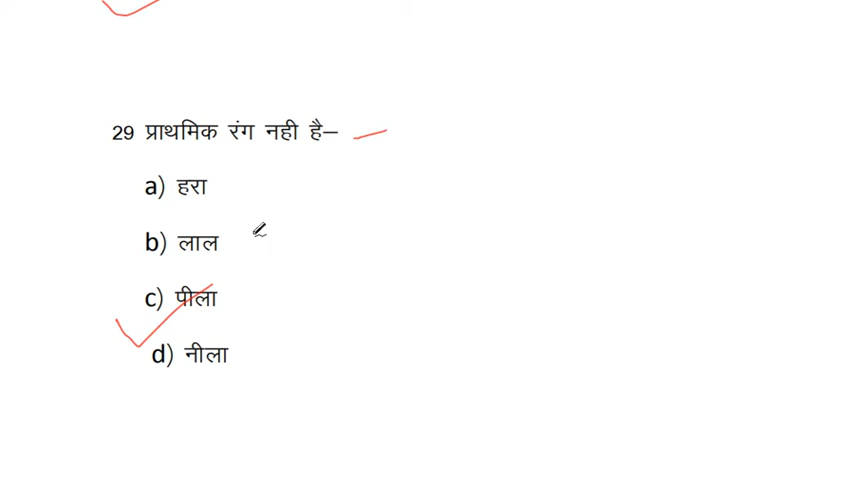 29 प्राथमिक रंग नही है–
a) हरा
b) लाल
c) पीला
d) नीला